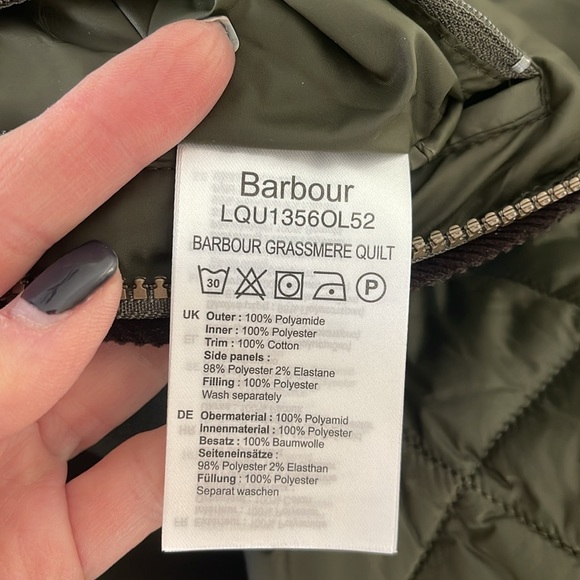 Barbour
LQU1356OL52
BARBOUR GRASSMERE QUILT
30 P
UK Outer : 100% Polyamide
Inner : 100% Polyester
Trim : 100% Cotton
Side panels :
98% Polyester 2% Elastane
Filling : 100% Polyester
Wash separately
DE Obermaterial : 100% Polyamid
Innenmaterial : 100% Polyester
Besatz : 100% Baumwolle
Seiteneinsätze :
98% Polyester 2% Elasthan
Füllung : 100% Polyester
Separat waschen